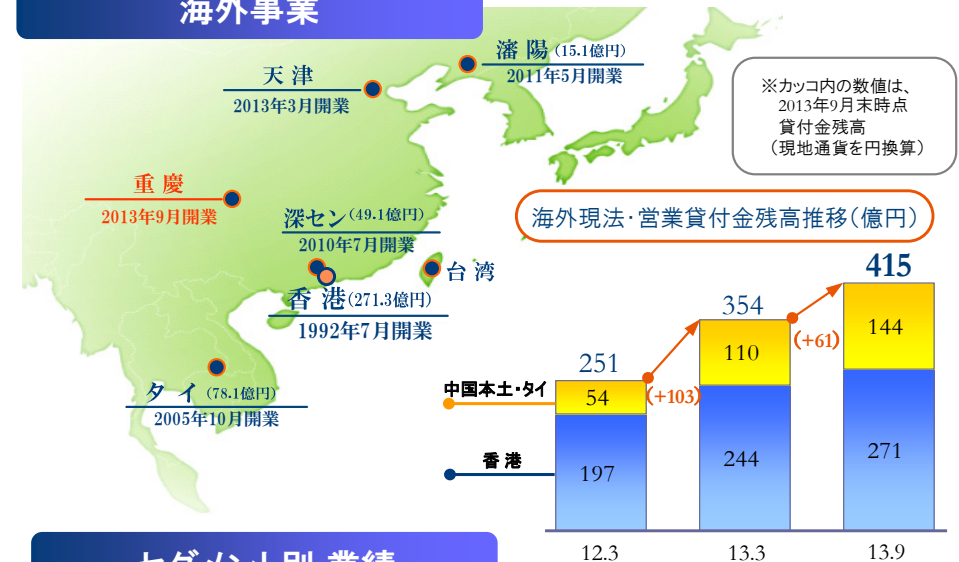 海外事業
瀋陽(15.1億円)
2011年5月開業
天津
2013年3月開業
※カッコ内の数値は、
2013年9月末時点
貸付金残高
(現地通貨を円換算)
重慶
2013年9月開業
深セン(49.1億円)
2010年7月開業
台湾
香港(271.3億円)
1992年7月開業
タイ(78.1億円)
2005年10月開業
海外現法・営業貸付金残高推移(億円)
415
354
251
144
110
54
(+61)
(+103)
中国本土・タイ
香港
271
244
197
12.3
13.3
13.9
セグメント別 業績